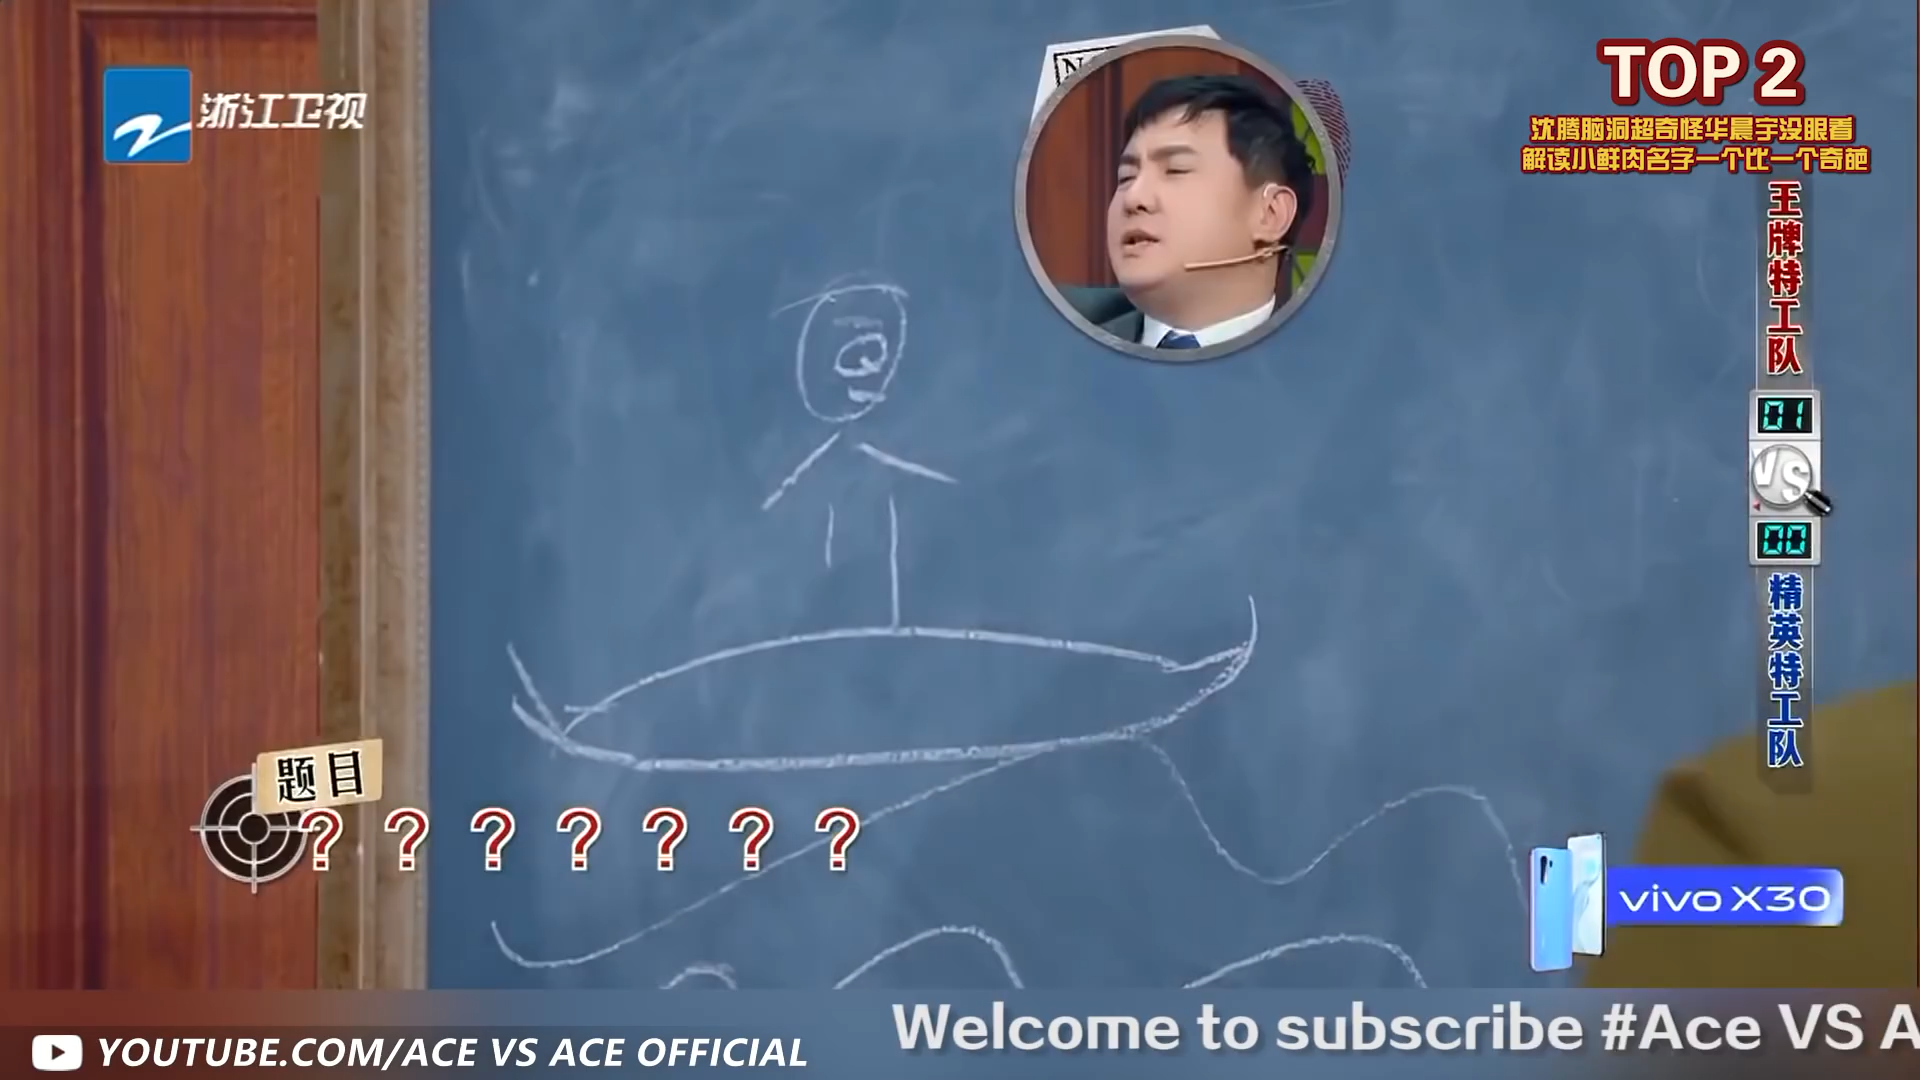 浙江卫视
N
TOP 2
沈腾脑洞超奇怪华晨宇没眼看
解读小鲜肉名字一个比一个奇葩
王牌特工队
01
VS
00
精英特工队
题目
? ? ? ? ? ? ?
vivo X30
Welcome to subscribe #Ace VS A
YOUTUBE.COM/ACE VS ACE OFFICIAL